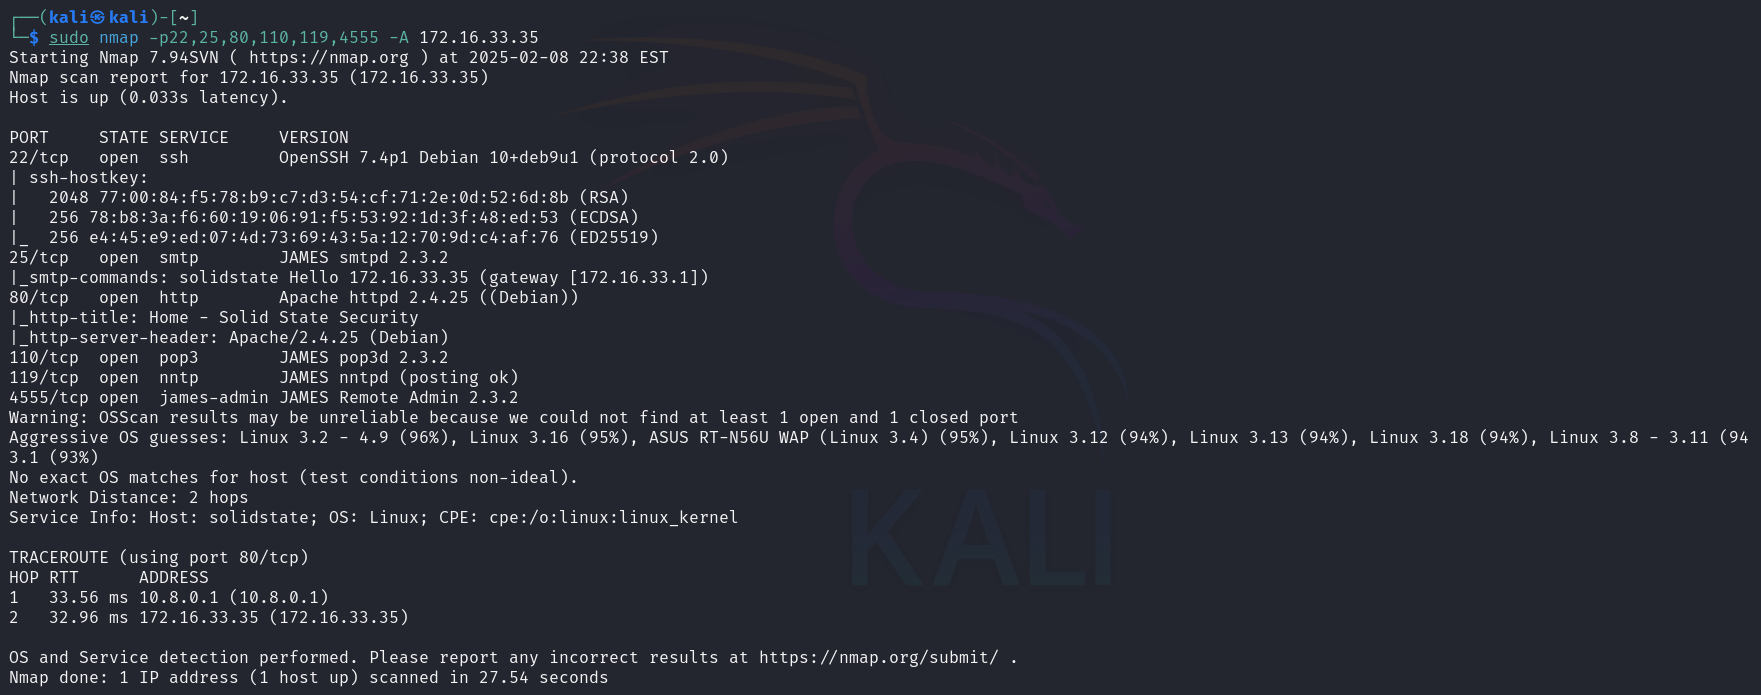 ┌──(kali㉿kali)-[~]
└─$ sudo nmap -p22,25,80,110,119,4555 -A 172.16.33.35
Starting Nmap 7.94SVN ( https://nmap.org ) at 2025-02-08 22:38 EST
Nmap scan report for 172.16.33.35 (172.16.33.35)
Host is up (0.033s latency).

PORT     STATE SERVICE     VERSION
22/tcp   open  ssh         OpenSSH 7.4p1 Debian 10+deb9u1 (protocol 2.0)
| ssh-hostkey:
|   2048 77:00:84:f5:78:b9:c7:d3:54:cf:71:2e:0d:52:6d:8b (RSA)
|   256 78:b8:3a:f6:60:19:06:91:f5:53:92:1d:3f:48:ed:53 (ECDSA)
|_  256 e4:45:e9:ed:07:4d:73:69:43:5a:12:70:9d:c4:af:76 (ED25519)
25/tcp   open  smtp        JAMES smtpd 2.3.2
|_smtp-commands: solidstate Hello 172.16.33.35 (gateway [172.16.33.1])
80/tcp   open  http        Apache httpd 2.4.25 ((Debian))
|_http-title: Home - Solid State Security
|_http-server-header: Apache/2.4.25 (Debian)
110/tcp  open  pop3        JAMES pop3d 2.3.2
119/tcp  open  nntp        JAMES nntpd (posting ok)
4555/tcp open  james-admin JAMES Remote Admin 2.3.2
Warning: OSScan results may be unreliable because we could not find at least 1 open and 1 closed port
Aggressive OS guesses: Linux 3.2 - 4.9 (96%), Linux 3.16 (95%), ASUS RT-N56U WAP (Linux 3.4) (95%), Linux 3.12 (94%), Linux 3.13 (94%), Linux 3.18 (94%), Linux 3.8 - 3.11 (94
3.1 (93%)
No exact OS matches for host (test conditions non-ideal).
Network Distance: 2 hops
Service Info: Host: solidstate; OS: Linux; CPE: cpe:/o:linux:linux_kernel

TRACEROUTE (using port 80/tcp)
HOP RTT      ADDRESS
1   33.56 ms 10.8.0.1 (10.8.0.1)
2   32.96 ms 172.16.33.35 (172.16.33.35)

OS and Service detection performed. Please report any incorrect results at https://nmap.org/submit/ .
Nmap done: 1 IP address (1 host up) scanned in 27.54 seconds
KALI